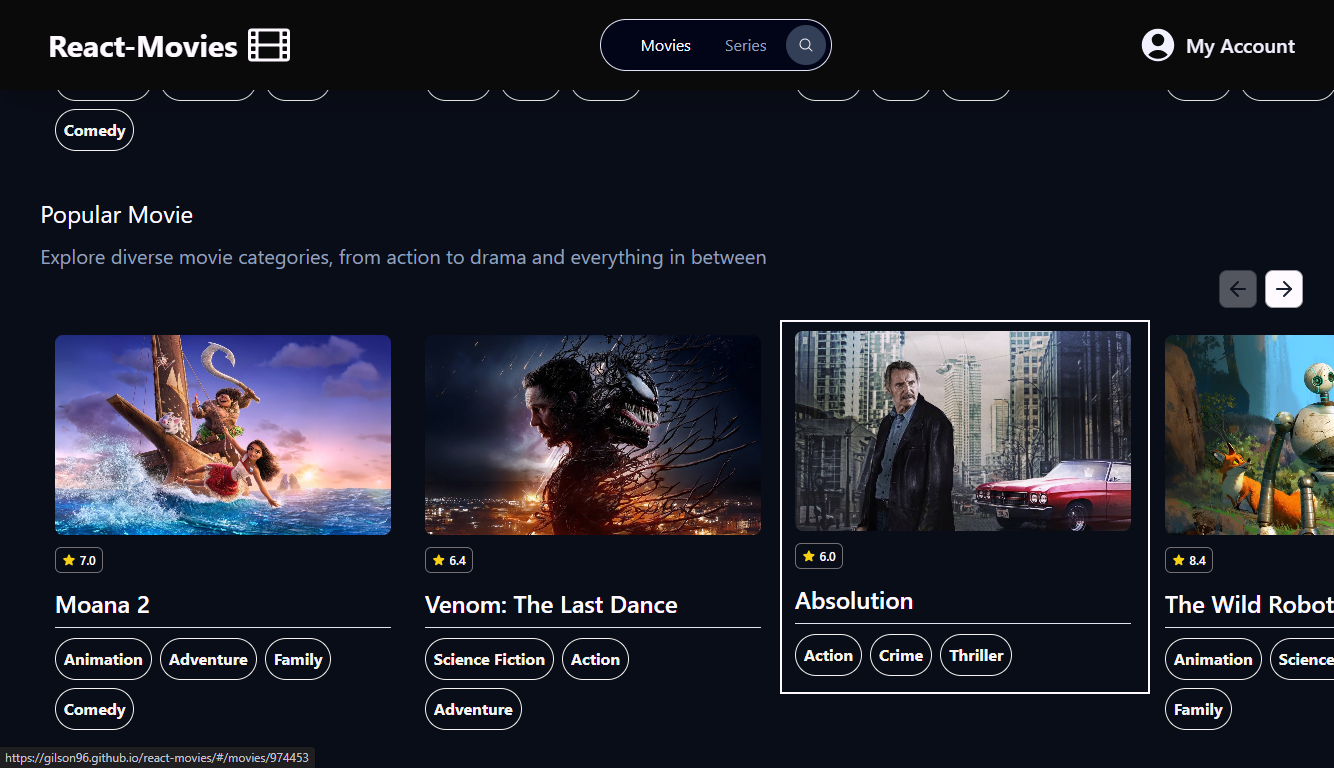 React-Movies
Movies Series
My Account
Comedy
Popular Movie
Explore diverse movie categories, from action to drama and everything in between
7.0
Moana 2
Animation Adventure Family
Comedy
6.4
Venom: The Last Dance
Science Fiction Action
Adventure
6.0
Absolution
Action Crime Thriller
8.4
The Wild Robot
Animation Science
Family
https://gilson96.github.io/react-movies/#/movies/974453